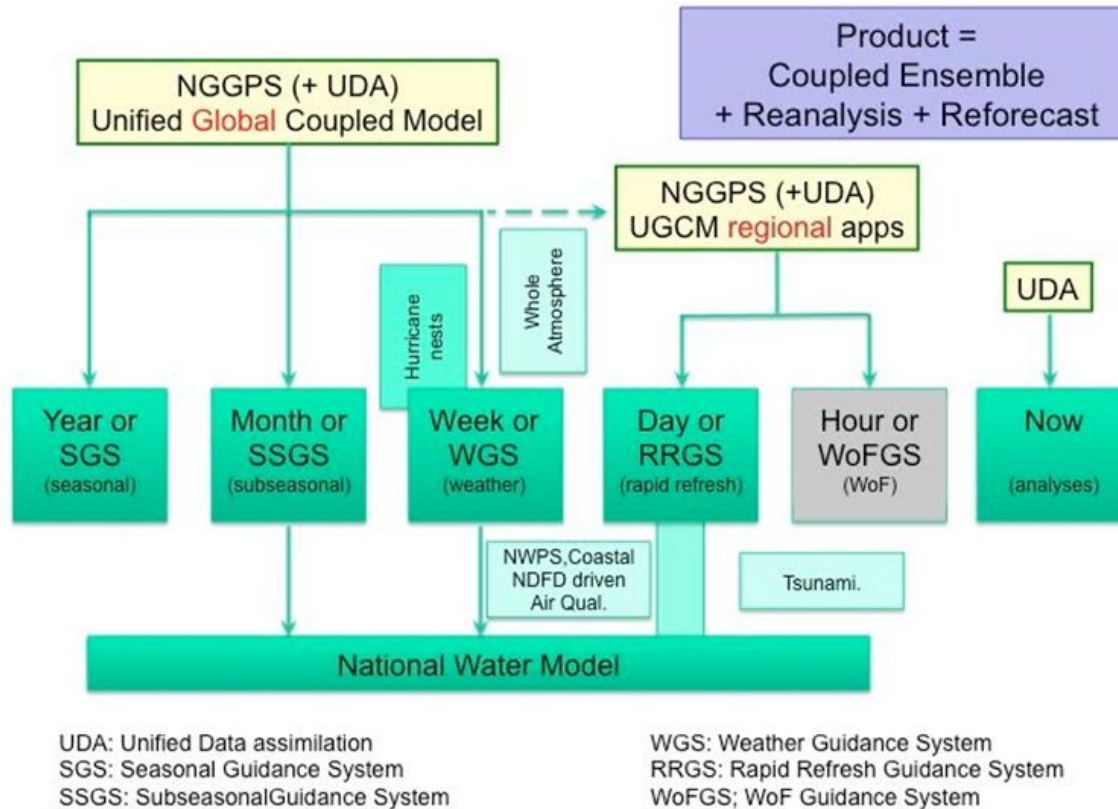 Product =
Coupled Ensemble
+ Reanalysis + Reforecast
NGGPS (+ UDA)
Unified Global Coupled Model
NGGPS (+UDA)
UGCM regional apps
UDA
Hurricane
nests
Whole
Atmosphere
Year or
SGS
(seasonal)
Month or
SSGS
(subseasonal)
Week or
WGS
(weather)
Day or
RRGS
(rapid refresh)
Hour or
WoFGS
(WoF)
Now
(analyses)
NWPS,Coastal
NDFD driven
Air Qual.
Tsunami.
National Water Model
UDA: Unified Data assimilation
SGS: Seasonal Guidance System
SSGS: SubseasonalGuidance System
WGS: Weather Guidance System
RRGS: Rapid Refresh Guidance System
WoFGS; WoF Guidance System